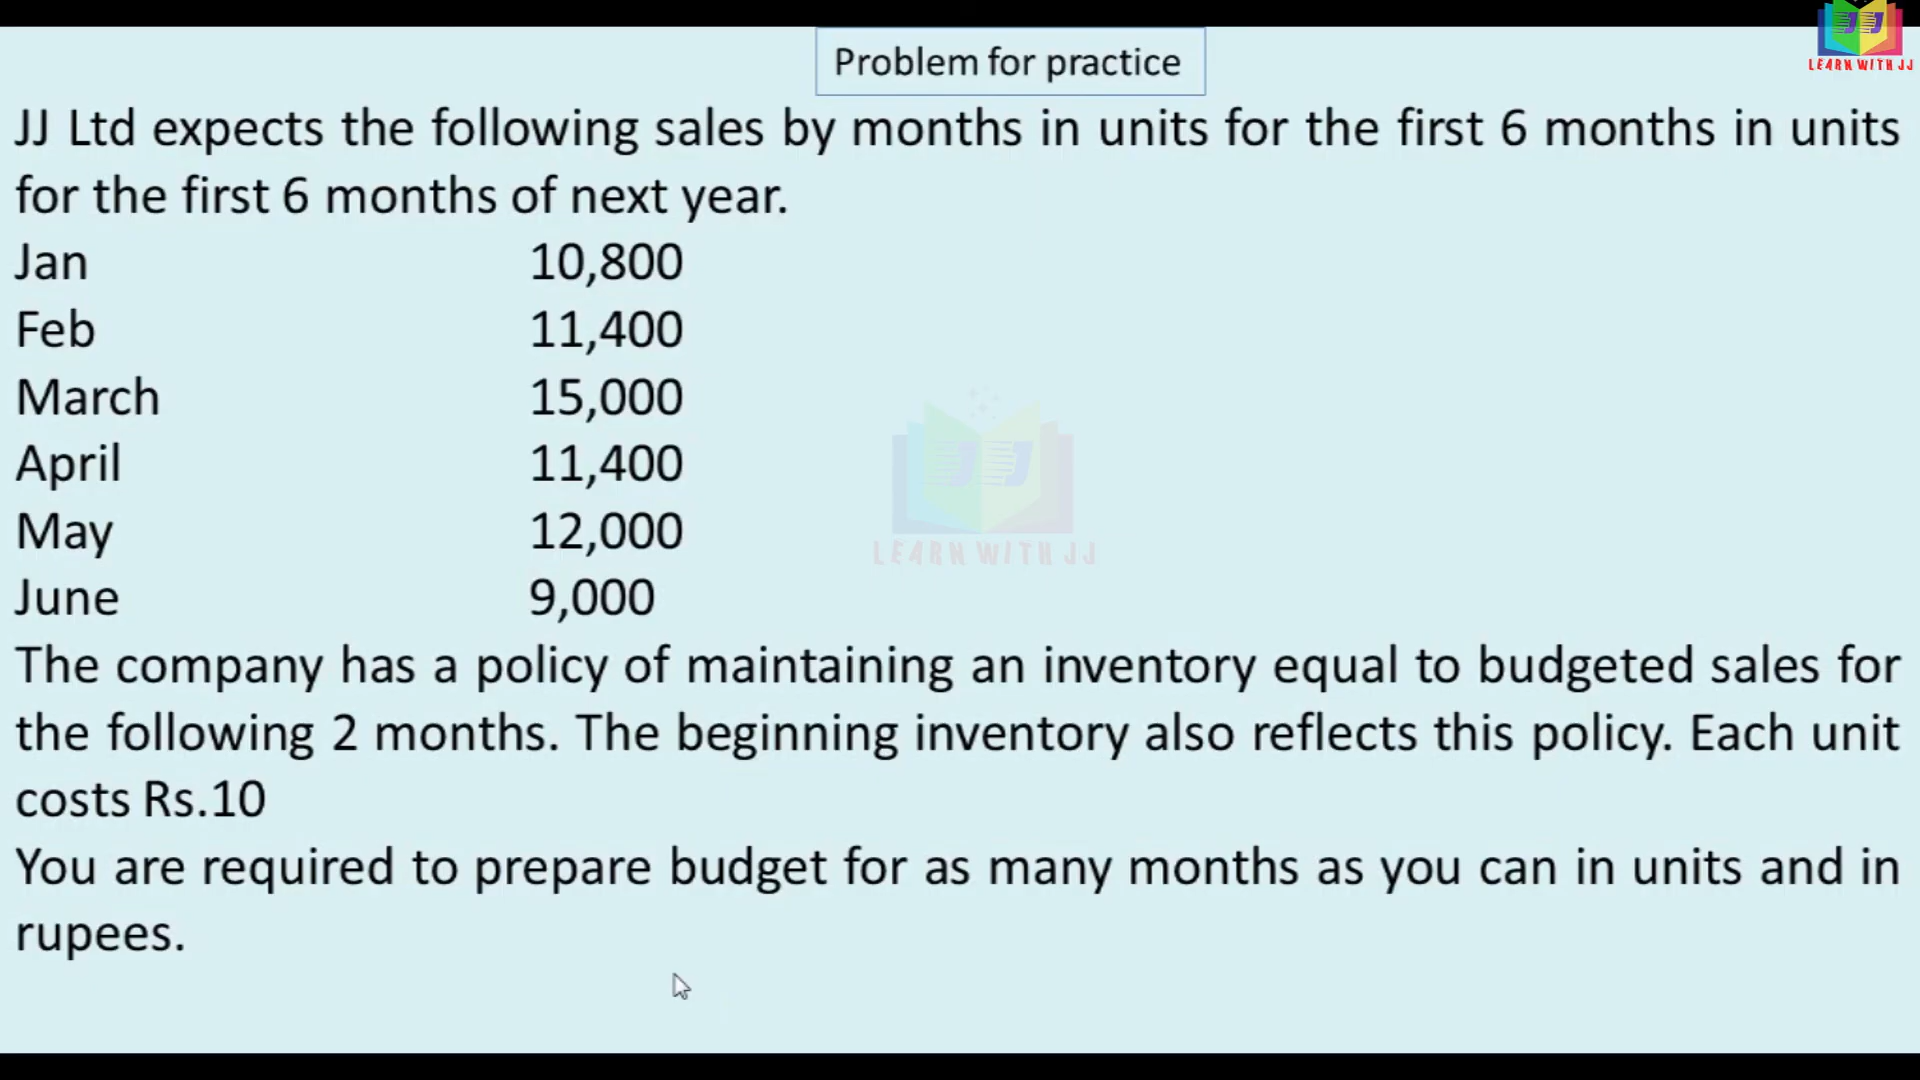 Problem for practice
LEARN WITH JJ
JJ Ltd expects the following sales by months in units for the first 6 months in units
for the first 6 months of next year.
Jan 10,800
Feb 11,400
March 15,000
April 11,400
May 12,000
June 9,000
LEARN WITH JJ
The company has a policy of maintaining an inventory equal to budgeted sales for
the following 2 months. The beginning inventory also reflects this policy. Each unit
costs Rs.10
You are required to prepare budget for as many months as you can in units and in
rupees.